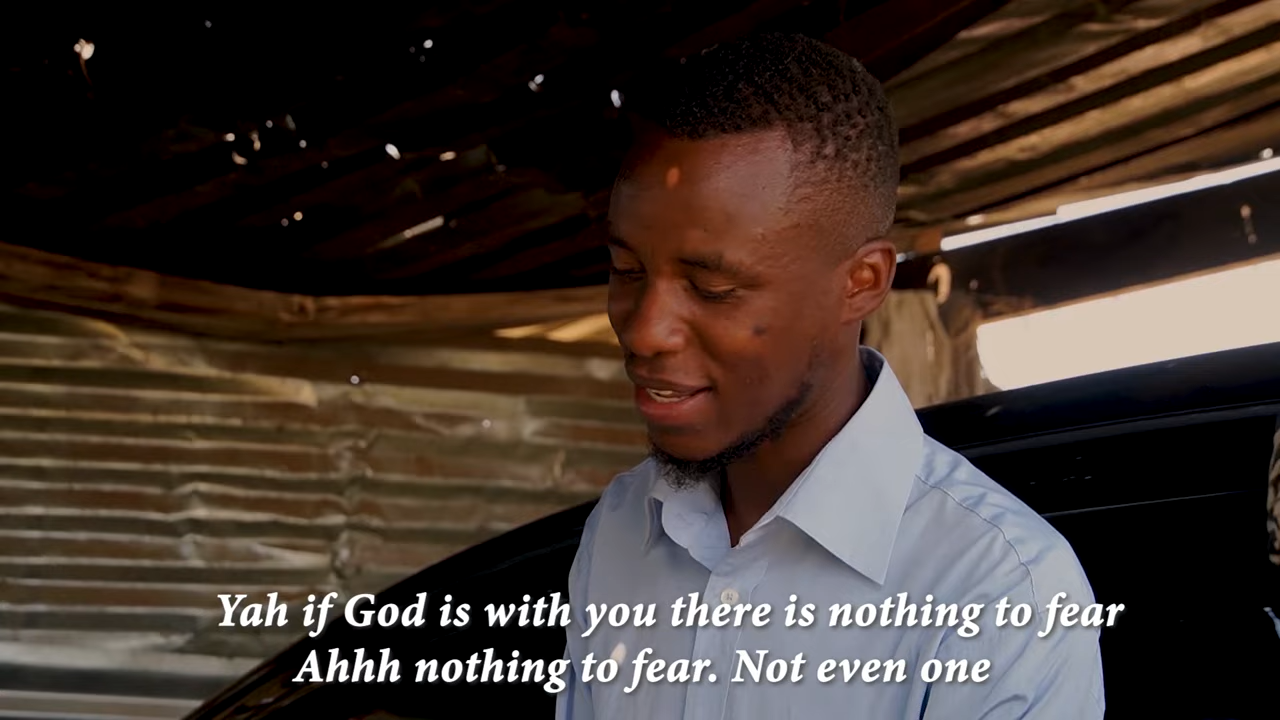 Yah if God is with you there is nothing to fear
Ahhh nothing to fear. Not even one